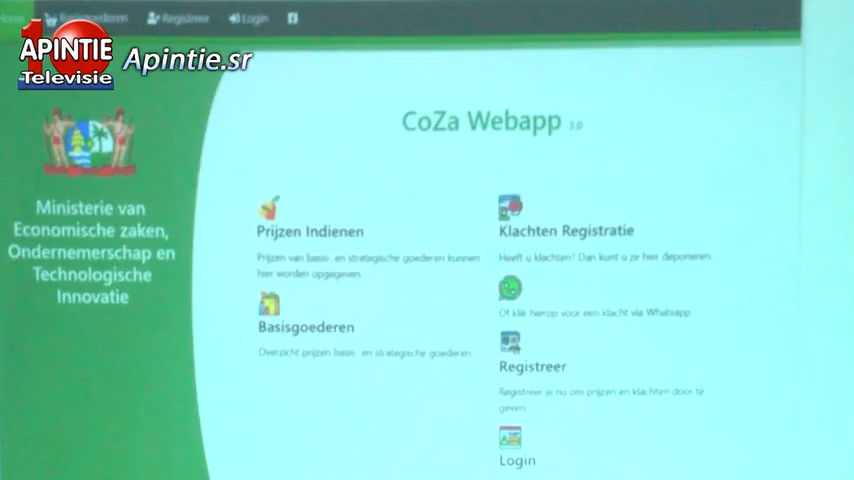 Home Basisgoederen Registreer Login
10
APINTIE
Televisie
Apintie.sr
Ministerie van
Economische zaken,
Ondernemerschap en
Technologische
Innovatie
CoZa Webapp 3.0
Prijzen Indienen
Prijzen van basis- en strategische goederen kunnen
hier worden opgegeven.
Basisgoederen
Overzicht prijzen basis- en strategische goederen.
Klachten Registratie
Heeft u klachten? Dan kunt u ze hier deponeren.
Of klik hierop voor een klacht via Whatsapp
Registreer
Registreer je nu om prijzen en klachten door te
geven.
Login